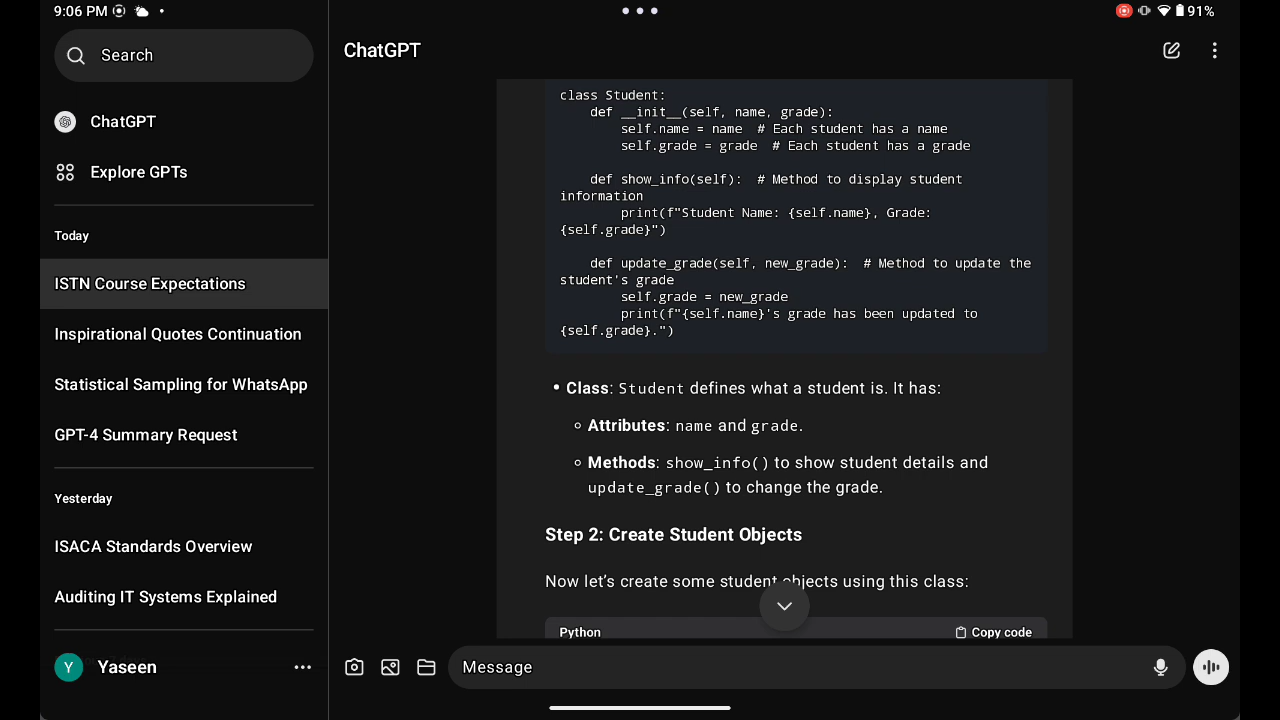 9:06 PM
91%
Search
ChatGPT
Explore GPTs
Today
ISTN Course Expectations
Inspirational Quotes Continuation
Statistical Sampling for WhatsApp
GPT-4 Summary Request
Yesterday
ISACA Standards Overview
Auditing IT Systems Explained
Y
Yaseen
ChatGPT
class Student:
    def __init__(self, name, grade):
        self.name = name  # Each student has a name
        self.grade = grade  # Each student has a grade
    def show_info(self):  # Method to display student
information
        print(f"Student Name: {self.name}, Grade:
{self.grade}")
    def update_grade(self, new_grade):  # Method to update the
student's grade
        self.grade = new_grade
        print(f"{self.name}'s grade has been updated to
{self.grade}.")
• Class: Student defines what a student is. It has:
◦ Attributes: name and grade.
◦ Methods: show_info() to show student details and
update_grade() to change the grade.
Step 2: Create Student Objects
Now let's create some student objects using this class:
Python
Copy code
Message